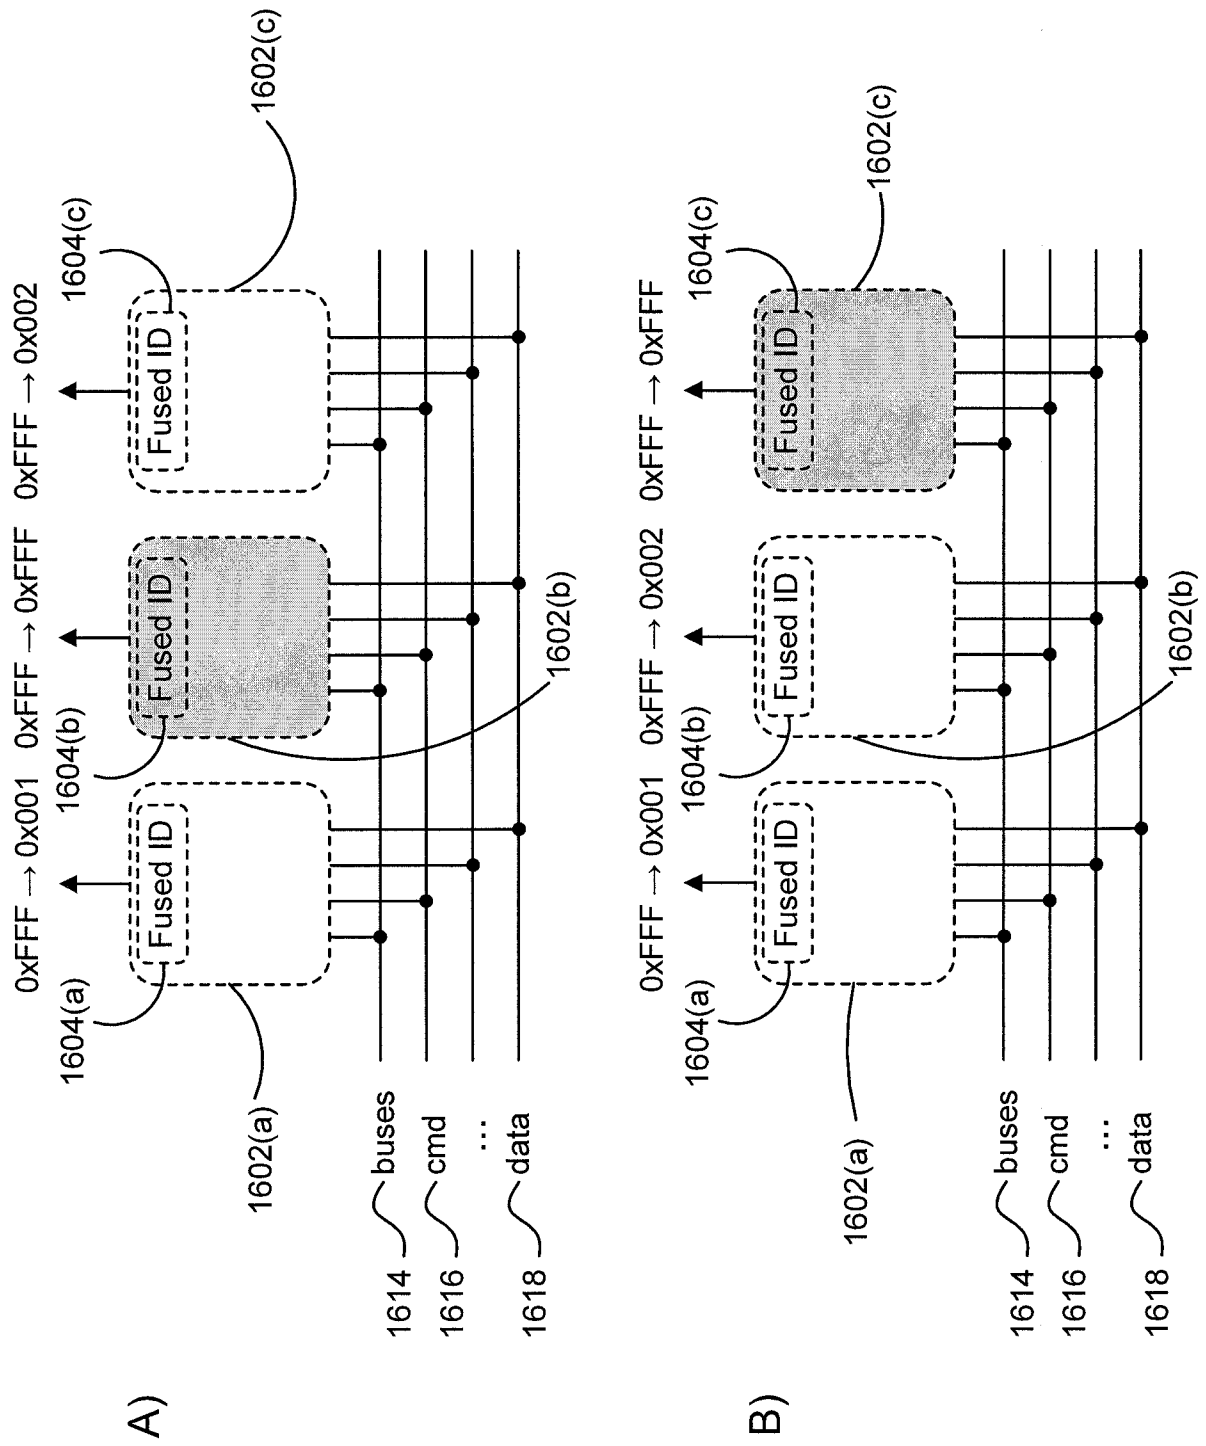 A)
0xFFF → 0x001 0xFFF → 0xFFF 0xFFF → 0x002
1604(a)
1604(b)
1604(c)
Fused ID
Fused ID
Fused ID
1602(a)
1602(b)
1602(c)
1614 buses
1616 cmd
...
1618 data
B)
0xFFF → 0x001 0xFFF → 0x002 0xFFF → 0xFFF
1604(a)
1604(b)
1604(c)
Fused ID
Fused ID
Fused ID
1602(a)
1602(b)
1602(c)
1614 buses
1616 cmd
...
1618 data